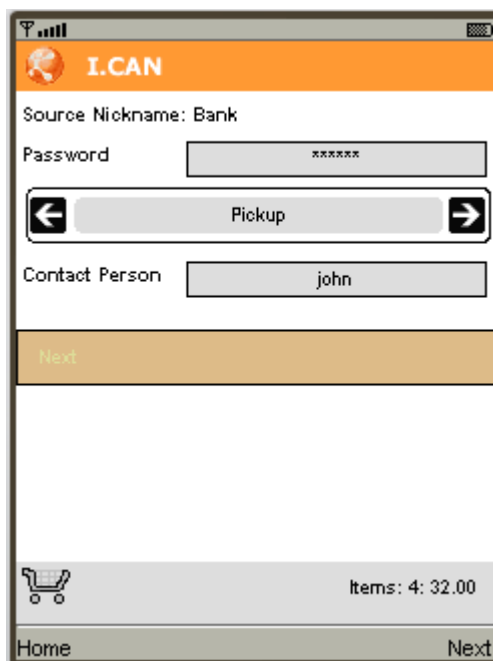 I.CAN
Source Nickname: Bank
Password ******
Pickup
Contact Person john
Next
Items: 4: 32.00
Home Next